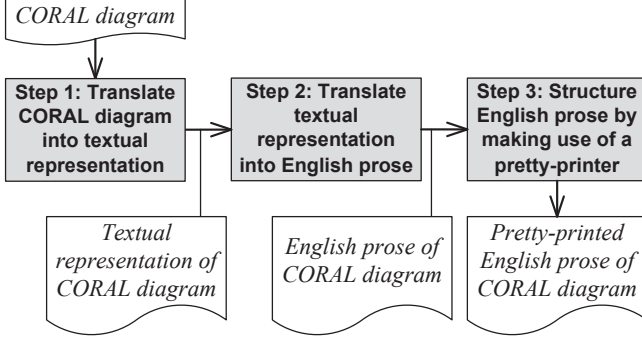 CORAL diagram
Step 1: Translate
CORAL diagram
into textual
representation
Step 2: Translate
textual
representation
into English prose
Step 3: Structure
English prose by
making use of a
pretty-printer
Textual
representation of
CORAL diagram
English prose of
CORAL diagram
Pretty-printed
English prose of
CORAL diagram